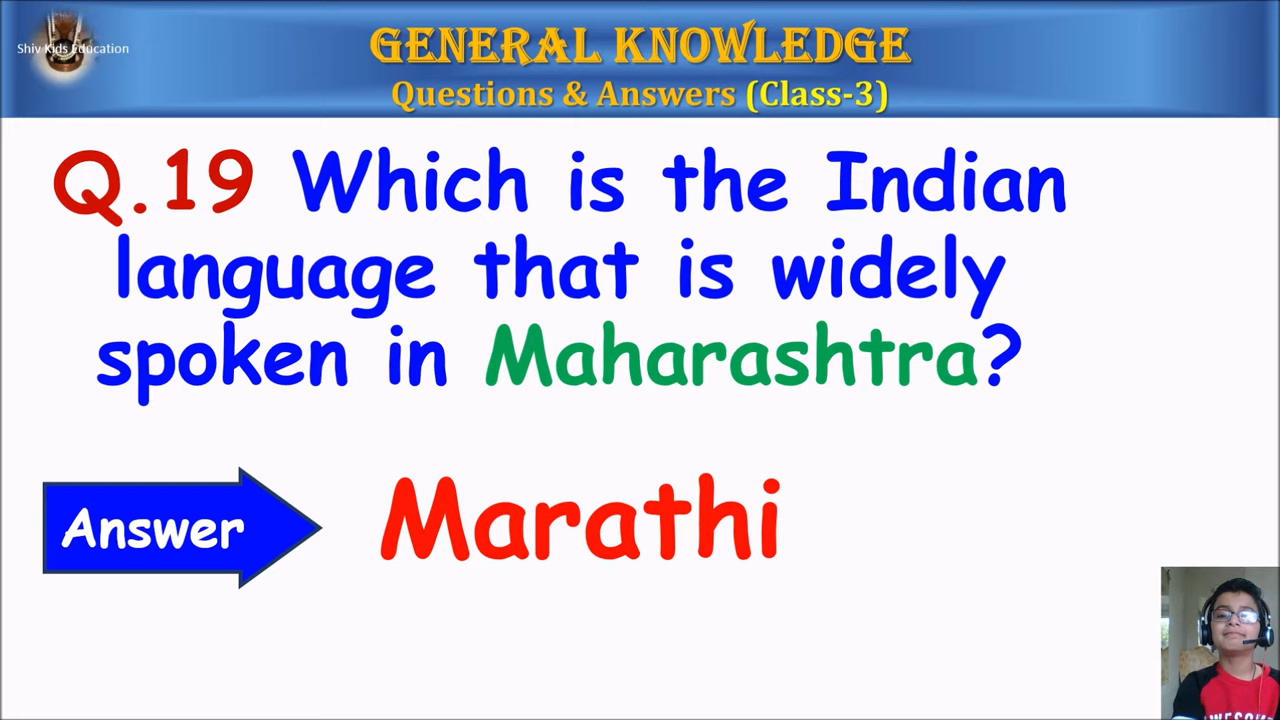 Shiv Kids Education
GENERAL KNOWLEDGE
Questions & Answers (Class-3)
Q.19 Which is the Indian
language that is widely
spoken in Maharashtra?
Answer
Marathi